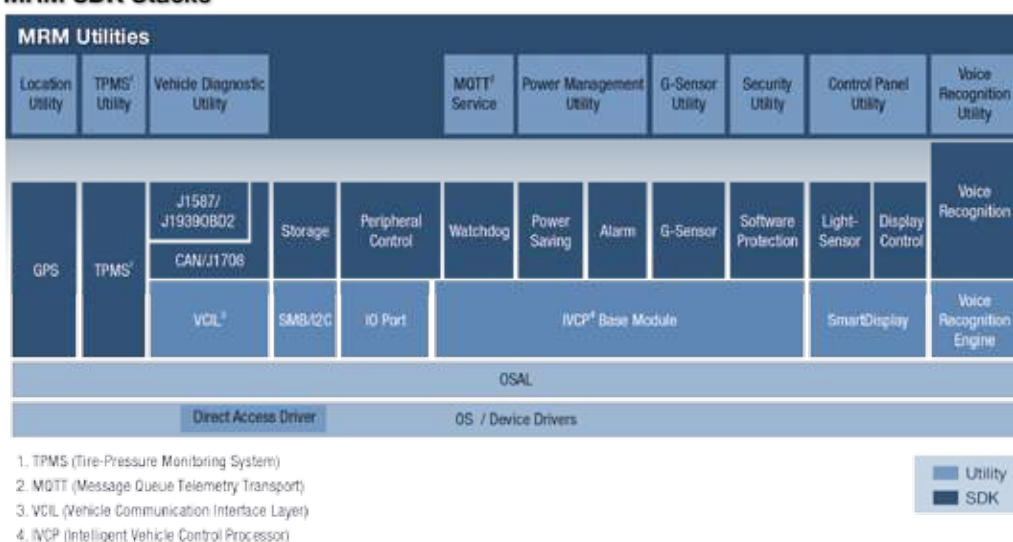 MRM SDK Stacks
MRM Utilities
Location
Utility
TPMS¹
Utility
Vehicle Diagnostic
Utility
MQTT²
Service
Power Management
Utility
G-Sensor
Utility
Security
Utility
Control Panel
Utility
Voice
Recognition
Utility
GPS
TPMS¹
J1587/
J1939OBD2
CAN/J1708
Storage
Peripheral
Control
Watchdog
Power
Saving
Alarm
G-Sensor
Software
Protection
Light-
Sensor
Display
Control
Voice
Recognition
VCIL³
SMB/I2C
IO Port
IVCP⁴ Base Module
SmartDisplay
Voice
Recognition
Engine
OSAL
Direct Access Driver
OS / Device Drivers
1. TPMS (Tire-Pressure Monitoring System)
2. MQTT (Message Queue Telemetry Transport)
3. VCIL (Vehicle Communication Interface Layer)
4. IVCP (Intelligent Vehicle Control Processor)
Utility
SDK